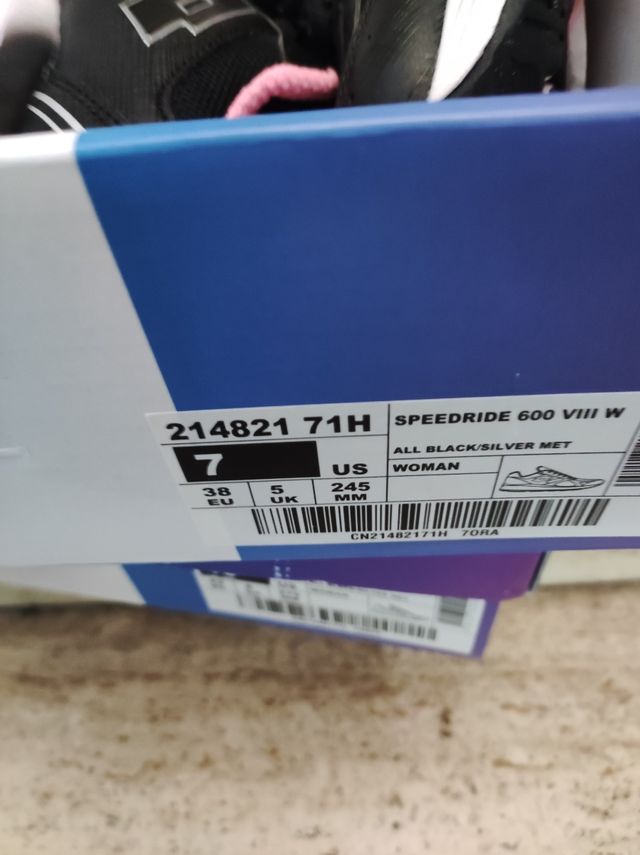 214821 71H
SPEEDRIDE 600 VIII W
ALL BLACK/SILVER MET
7 US
WOMAN
38 EU
5 UK
245 MM
CN21482171H 70RA